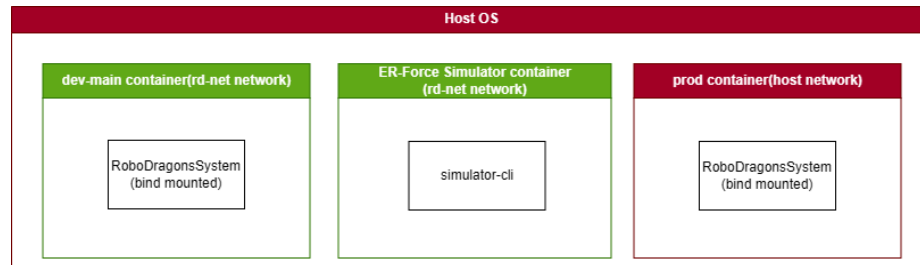 Host OS
dev-main container(rd-net network)
RoboDragonsSystem
(bind mounted)
ER-Force Simulator container
(rd-net network)
simulator-cli
prod container(host network)
RoboDragonsSystem
(bind mounted)